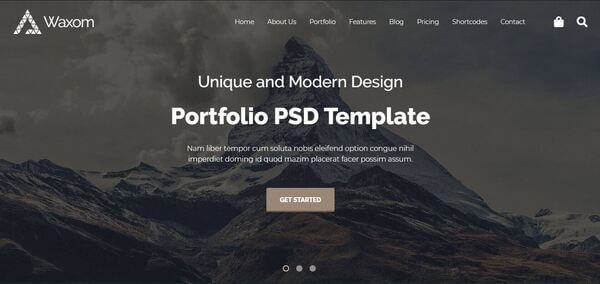 Waxom
Home About Us Portfolio Features Blog Pricing Shortcodes Contact
Unique and Modern Design
Portfolio PSD Template
Nam liber tempor cum soluta nobis eleifend option congue nihil
imperdiet doming id quod mazim placerat facer possim assum.
GET STARTED